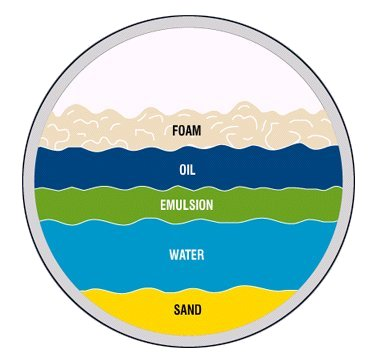 FOAM
OIL
EMULSION
WATER
SAND